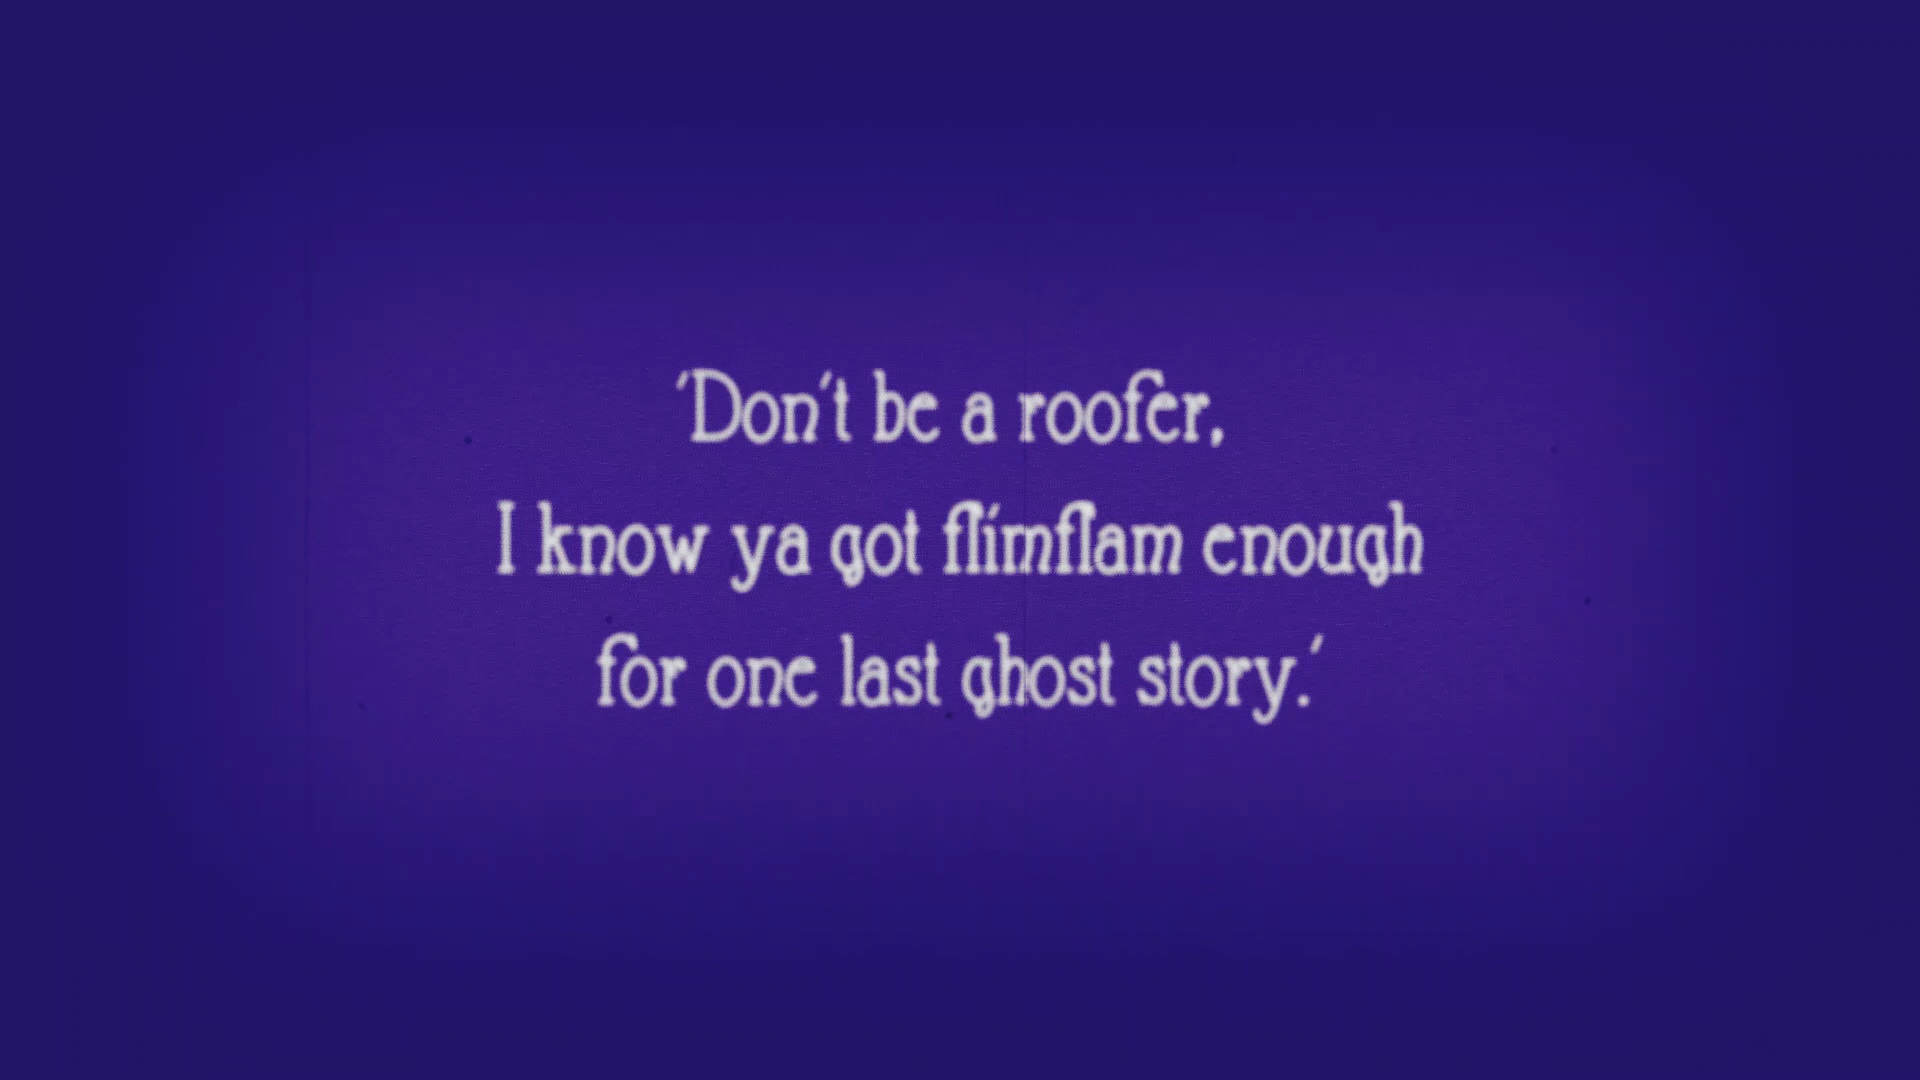 'Don't be a roofer,
I know ya got flimflam enough
for one last ghost story.'